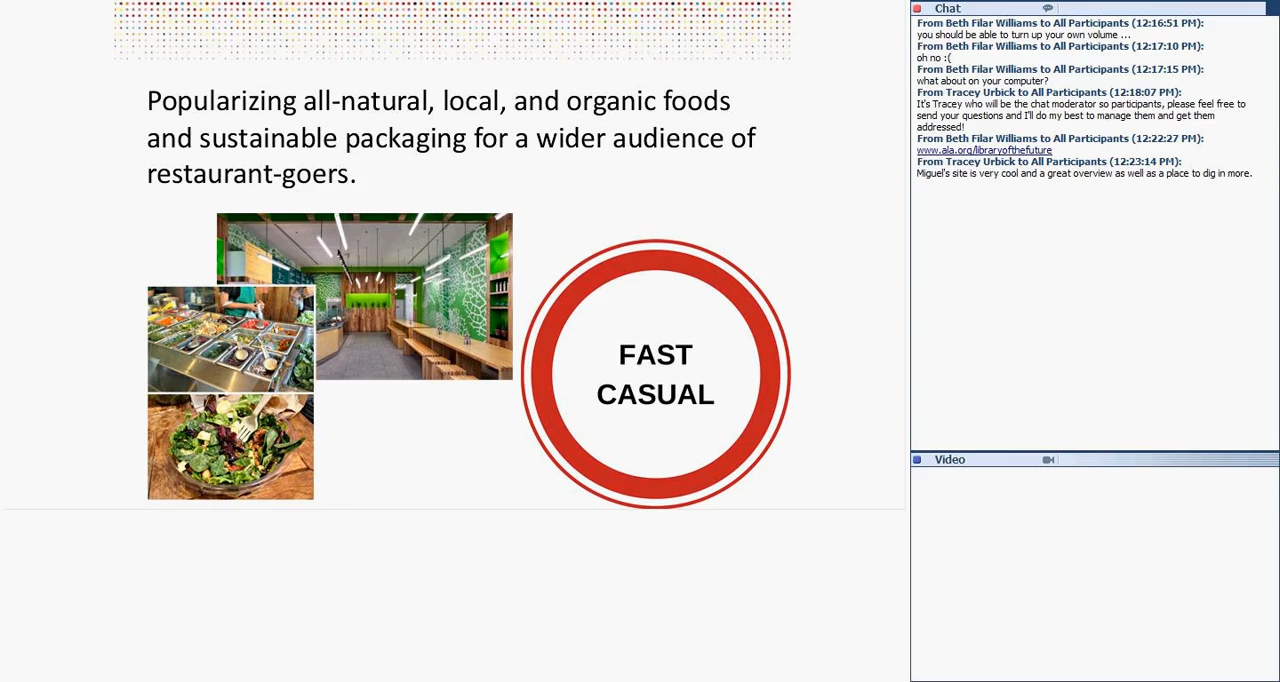 Popularizing all-natural, local, and organic foods
and sustainable packaging for a wider audience of
restaurant-goers.
FAST
CASUAL
Chat
From Beth Filar Williams to All Participants (12:16:51 PM):
you should be able to turn up your own volume ...
From Beth Filar Williams to All Participants (12:17:10 PM):
oh no :(
From Beth Filar Williams to All Participants (12:17:15 PM):
what about on your computer?
From Tracey Urbick to All Participants (12:18:07 PM):
It's Tracey who will be the chat moderator so participants, please feel free to
send your questions and I'll do my best to manage them and get them
addressed!
From Beth Filar Williams to All Participants (12:22:27 PM):
www.ala.org/libraryofthefuture
From Tracey Urbick to All Participants (12:23:14 PM):
Miguel's site is very cool and a great overview as well as a place to dig in more.
Video